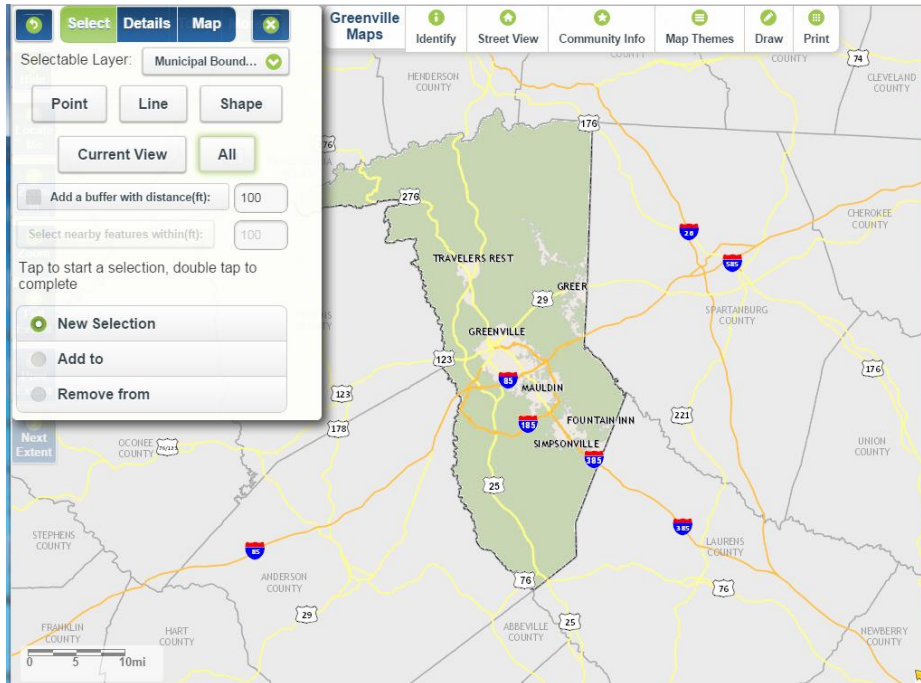 Select
Details
Map
Selectable Layer:
Municipal Bound...
Point
Line
Shape
Current View
All
Add a buffer with distance(ft):
100
Select nearby features within(ft):
100
Tap to start a selection, double tap to
complete
New Selection
Add to
Remove from
Next
Extent
Greenville
Maps
Identify
Street View
Community Info
Map Themes
Draw
Print
HENDERSON
COUNTY
COUNTY
74
CLEVELAND
COUNTY
176
76
276
CHEROKEE
COUNTY
26
585
TRAVELERS REST
GREER
29
SPARTANBURG
COUNTY
GREENVILLE
123
85
MAULDIN
176
123
185
FOUNTAIN INN
221
178
SIMPSONVILLE
385
OCONEE
COUNTY
76/123
UNION
COUNTY
25
STEPHENS
COUNTY
85
385
LAURENS
COUNTY
ANDERSON
COUNTY
76
76
29
25
FRANKLIN
COUNTY
HART
COUNTY
ABBEVILLE
COUNTY
NEWBERRY
COUNTY
0 5 10mi